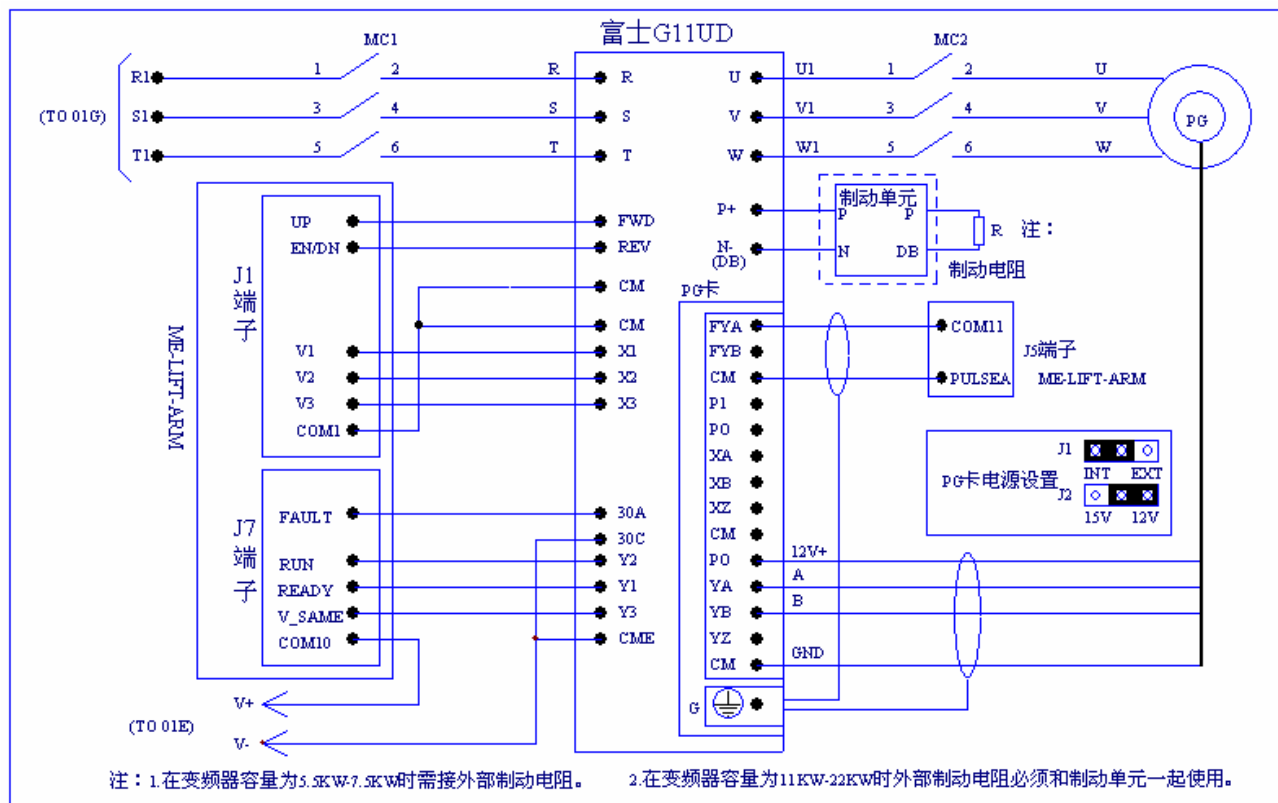 富士G11UD
MC1
MC2
(TO 01G)
R1 1 2 R R
S1 3 4 S S
T1 5 6 T T
U U1 1 2 U
V V1 3 4 V
W W1 5 6 W
PG
ME-LIFT-ARM
J1端子
UP
EN/DN
V1
V2
V3
COM1
J7端子
FAULT
RUN
READY
V_SAME
COM10
V+
(TO 01E)
V-
FWD
REV
CM
CM
X1
X2
X3
30A
30C
Y2
Y1
Y3
CME
P+
N-
(DB)
制动单元
P P
N DB
R 注：
制动电阻
PG卡
FYA
FYB
CM
P1
PO
XA
XB
XZ
CM
PO
YA
YB
YZ
CM
G
12V+
A
B
GND
COM11
PULSEA
J5端子
ME-LIFT-ARM
PG卡电源设置
J1
INT EXT
J2
15V 12V
注：1.在变频器容量为5.5KW-7.5KW时需接外部制动电阻。 2.在变频器容量为11KW-22KW时外部制动电阻必须和制动单元一起使用。